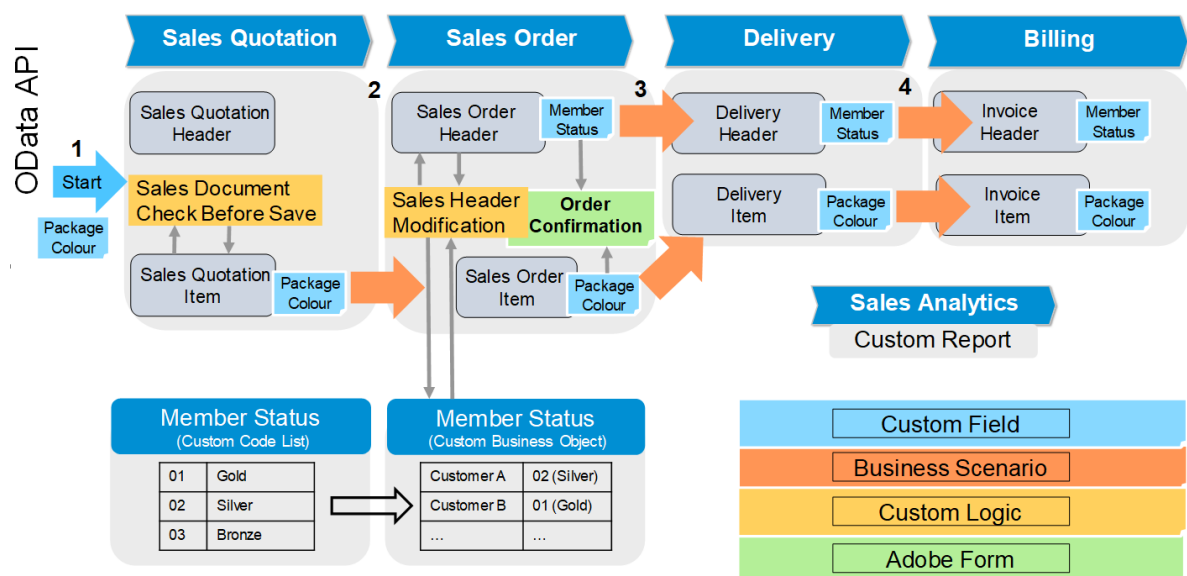 OData API
Sales Quotation
Sales Order
Delivery
Billing
1
Start
Package
Colour
Sales Quotation
Header
Sales Document
Check Before Save
Sales Quotation
Item
Package
Colour
2
Sales Order
Header
Member
Status
Sales Header
Modification
Order
Confirmation
Sales Order
Item
Package
Colour
3
Delivery
Header
Member
Status
Delivery
Item
Package
Colour
4
Invoice
Header
Member
Status
Invoice
Item
Package
Colour
Sales Analytics
Custom Report
Member Status
(Custom Code List)
01 Gold
02 Silver
03 Bronze
Member Status
(Custom Business Object)
Customer A 02 (Silver)
Customer B 01 (Gold)
... ...
Custom Field
Business Scenario
Custom Logic
Adobe Form